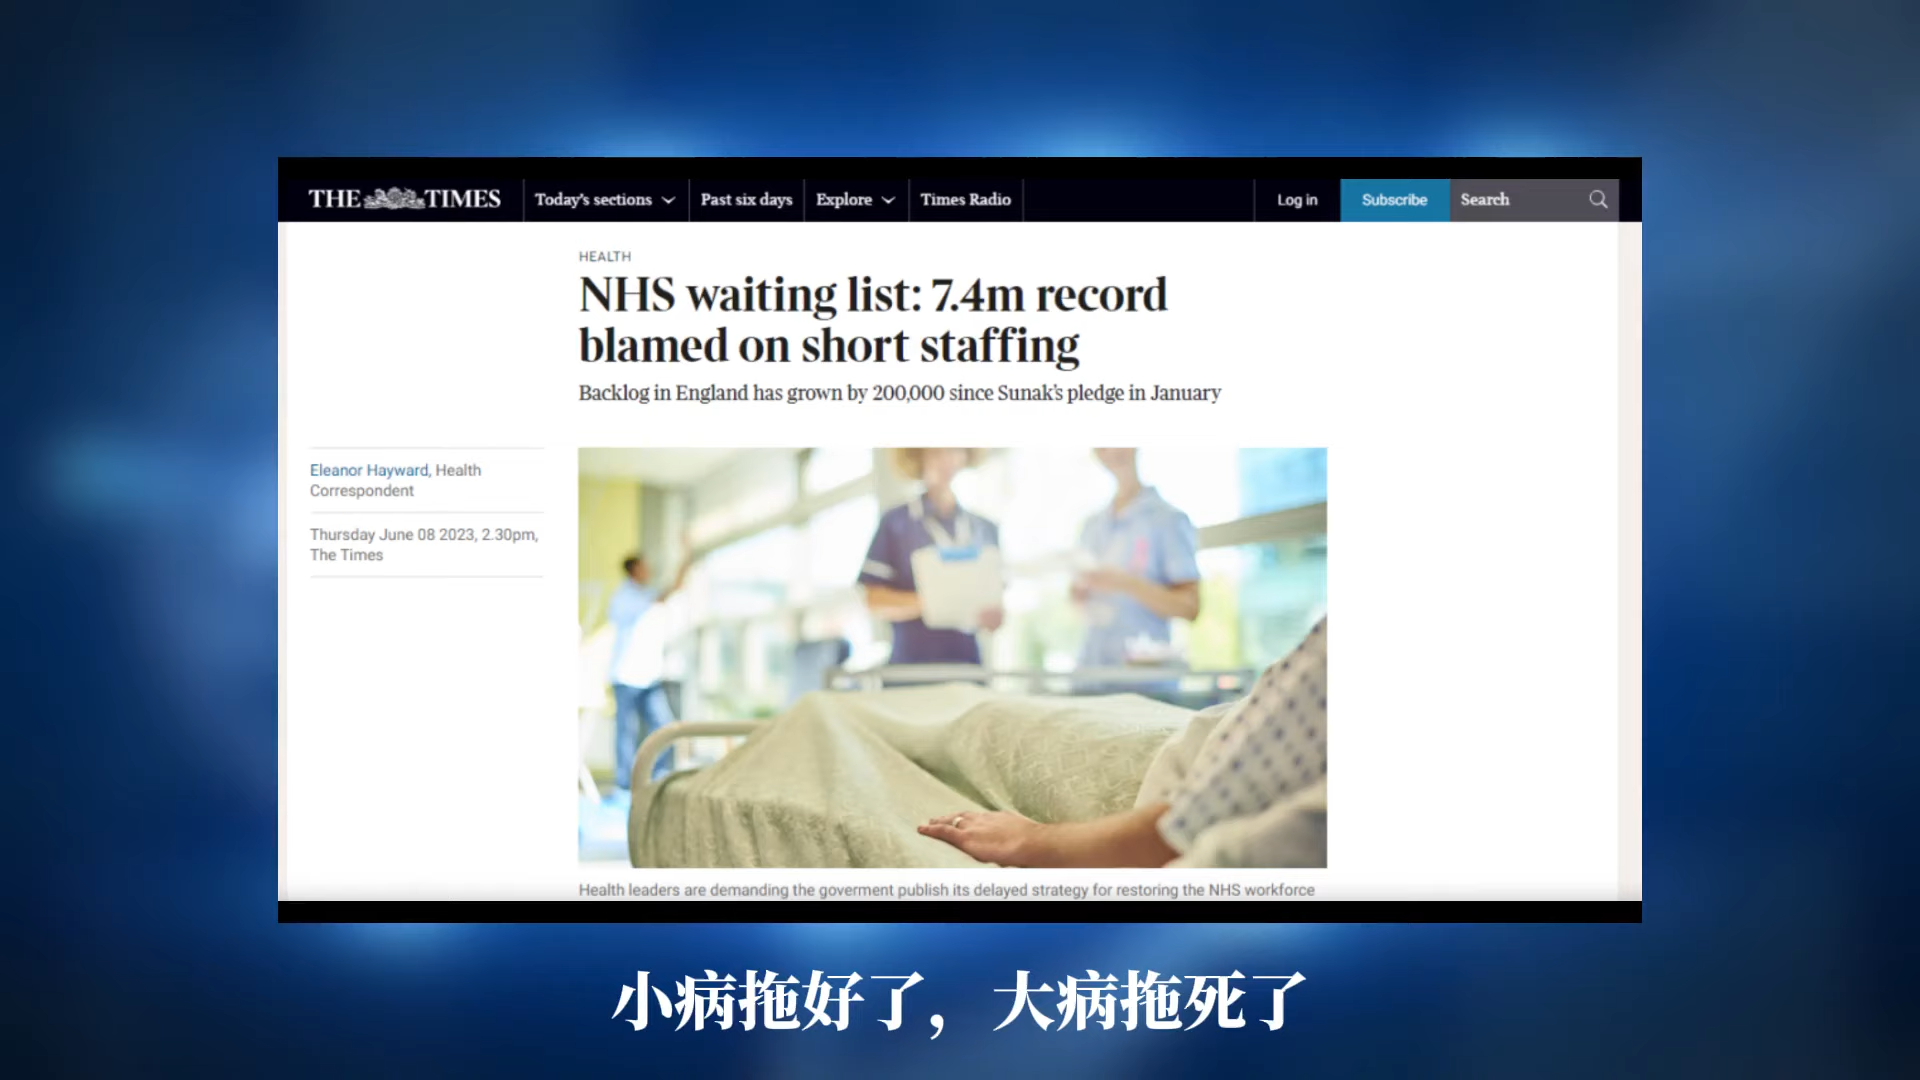 THE TIMES
Today's sections
Past six days
Explore
Times Radio
Log in
Subscribe
Search
HEALTH
NHS waiting list: 7.4m record
blamed on short staffing
Backlog in England has grown by 200,000 since Sunak's pledge in January
Eleanor Hayward, Health
Correspondent
Thursday June 08 2023, 2.30pm,
The Times
Health leaders are demanding the goverment publish its delayed strategy for restoring the NHS workforce
小病拖好了，大病拖死了